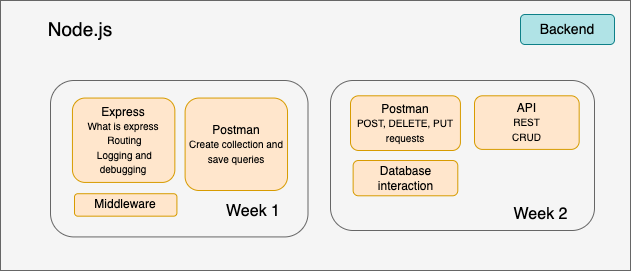 Node.js
Backend
Express
What is express
Routing
Logging and
debugging
Postman
Create collection and
save queries
Middleware
Week 1
Postman
POST, DELETE, PUT
requests
API
REST
CRUD
Database
interaction
Week 2